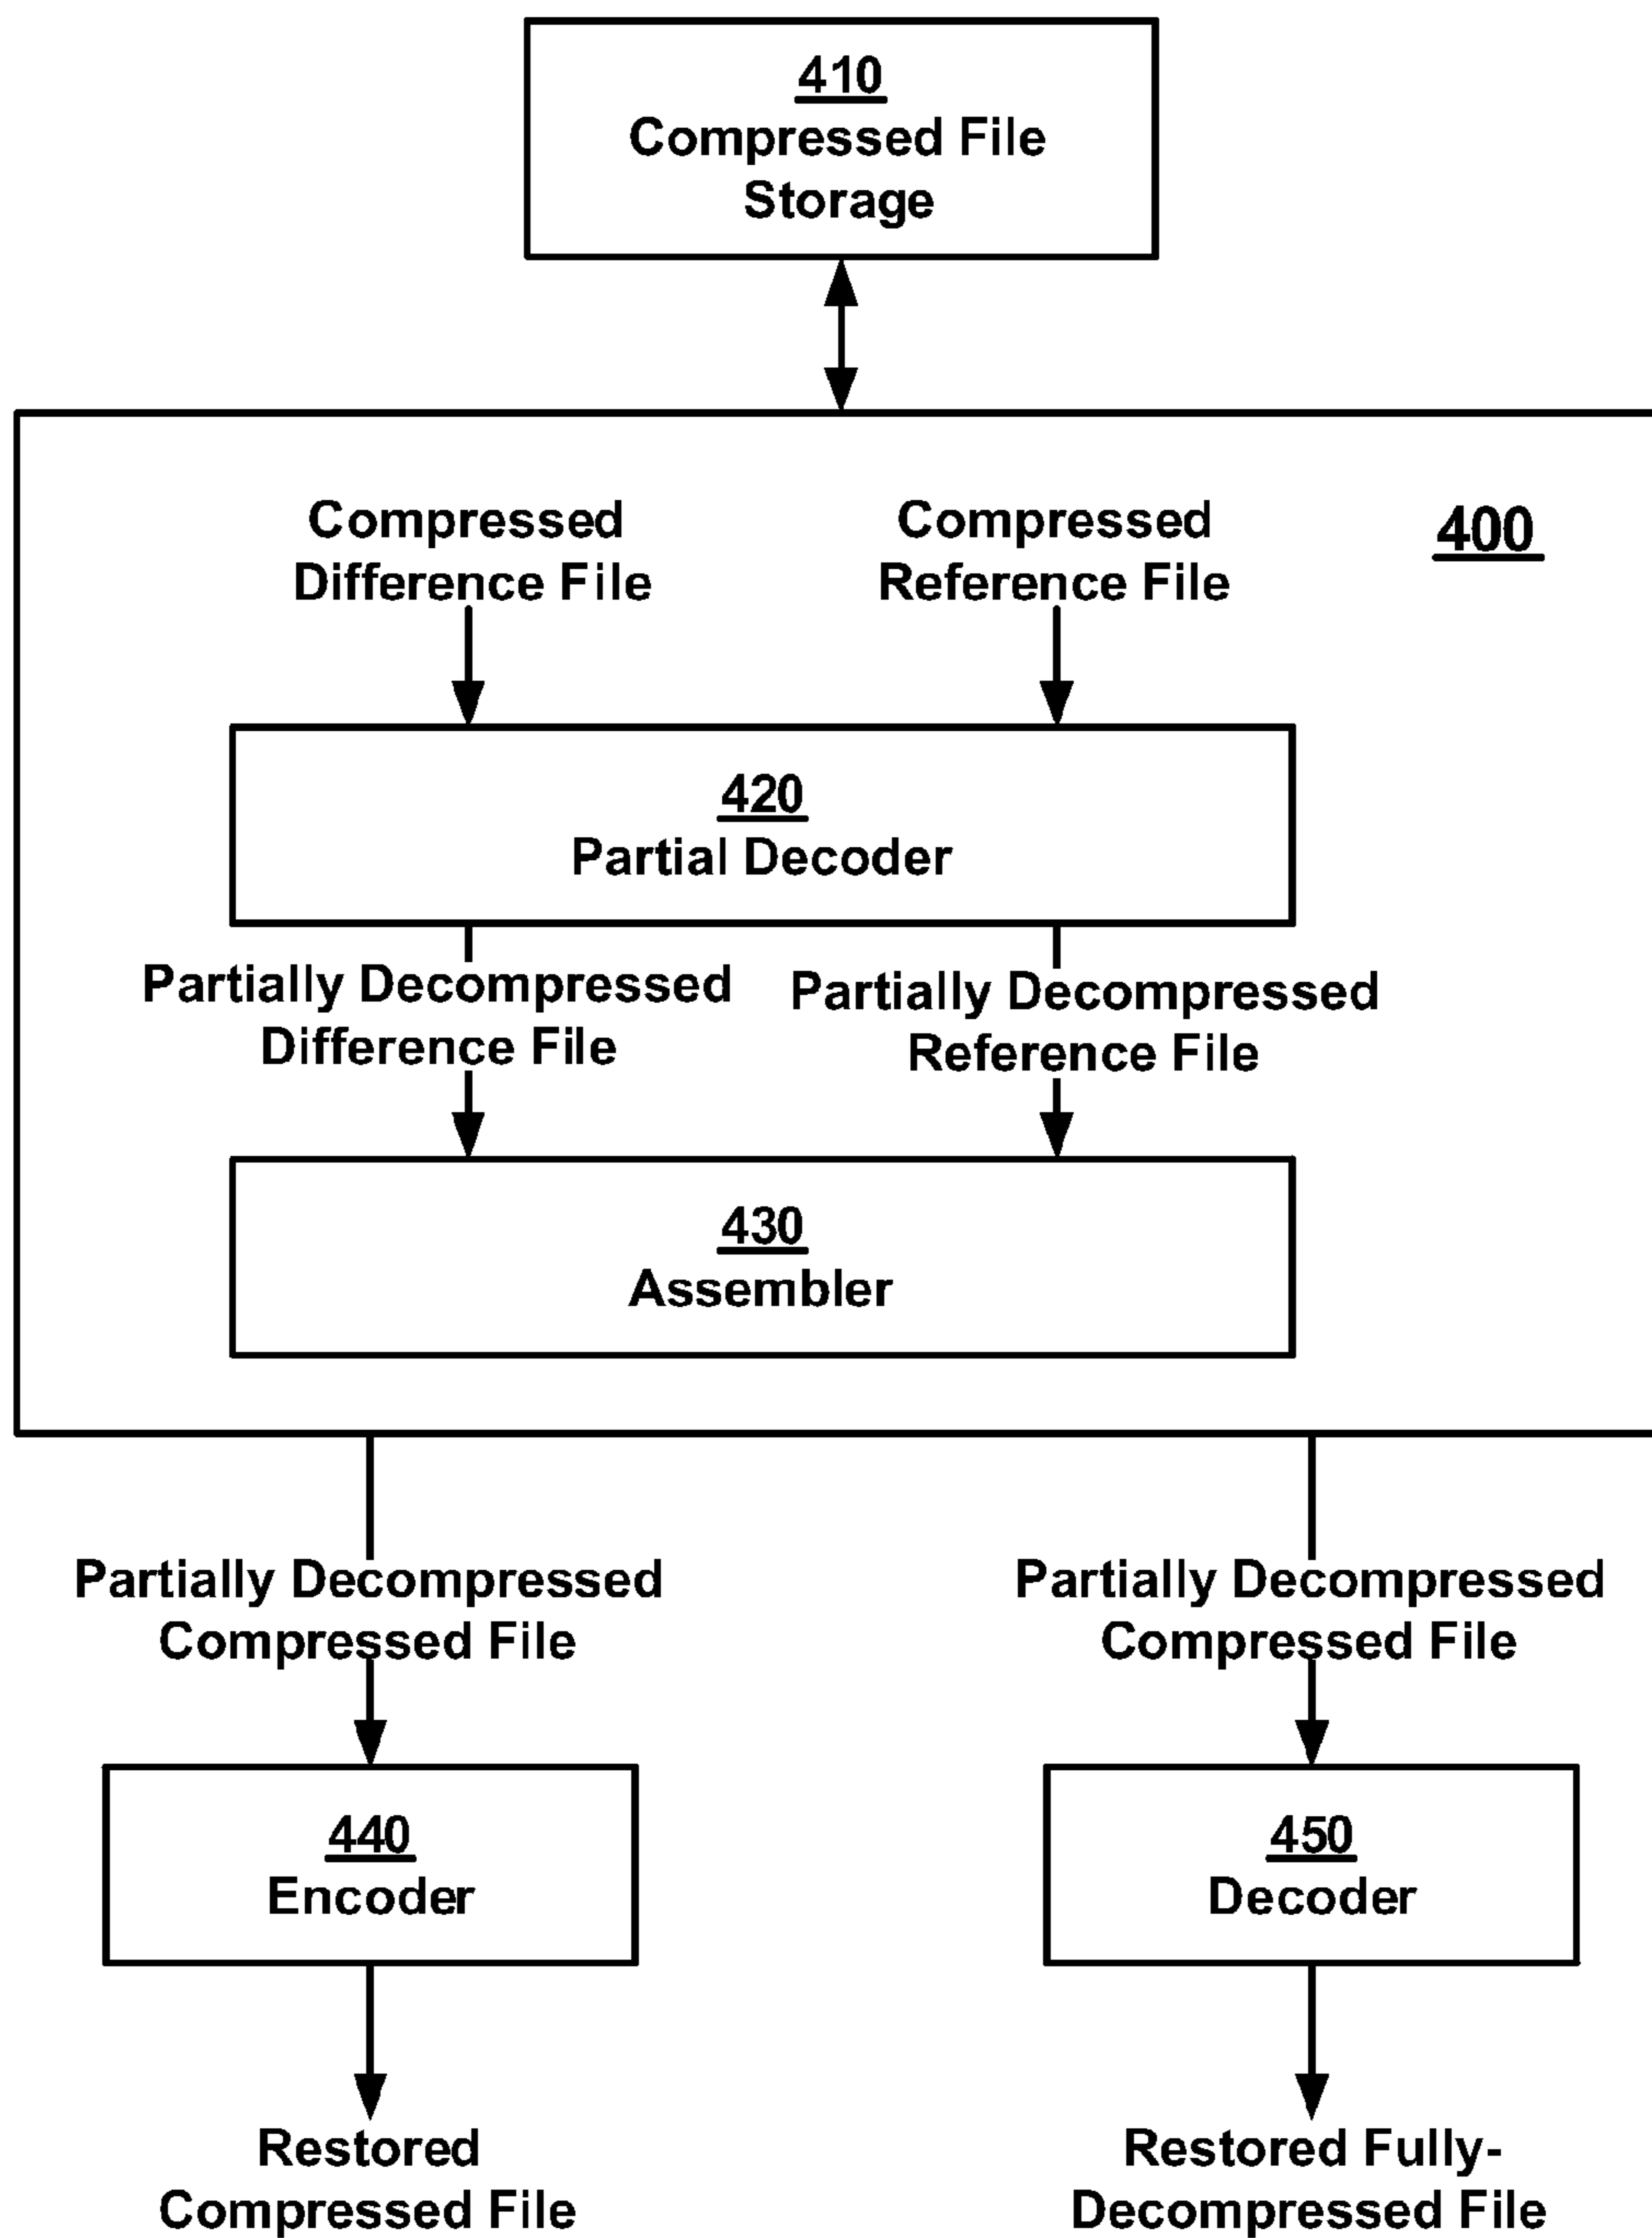 410
Compressed File
Storage
400
Compressed
Difference File
Compressed
Reference File
420
Partial Decoder
Partially Decompressed
Difference File
Partially Decompressed
Reference File
430
Assembler
Partially Decompressed
Compressed File
Partially Decompressed
Compressed File
440
Encoder
450
Decoder
Restored
Compressed File
Restored Fully-
Decompressed File